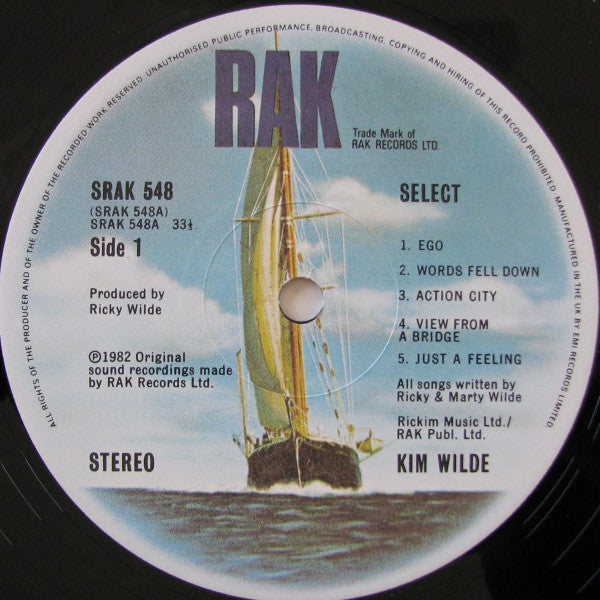 ALL RIGHTS OF THE PRODUCER AND OF THE OWNER OF THE RECORDED WORK RESERVED. UNAUTHORISED PUBLIC PERFORMANCE, BROADCASTING, COPYING AND HIRING OF THIS RECORD PROHIBITED. MANUFACTURED IN THE UK BY EMI RECORDS LIMITED
RAK
Trade Mark of
RAK RECORDS LTD.
SRAK 548
(SRAK 548A)
SRAK 548A 33⅓.
Side 1
Produced by
Ricky Wilde
℗1982 Original
sound recordings made
by RAK Records Ltd.
STEREO
SELECT
1. EGO
2. WORDS FELL DOWN
3. ACTION CITY
4. VIEW FROM
A BRIDGE
5. JUST A FEELING
All songs written by
Ricky & Marty Wilde
Rickim Music Ltd./
RAK Publ. Ltd.
KIM WILDE